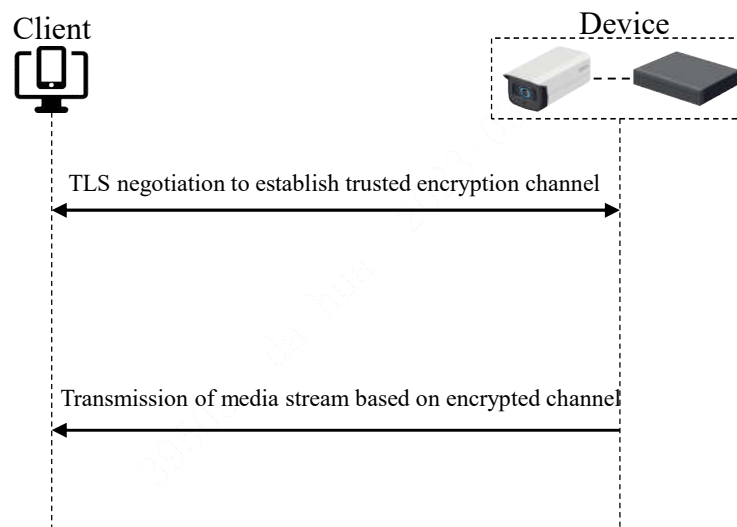 Client
Device
TLS negotiation to establish trusted encryption channel
Transmission of media stream based on encrypted channel